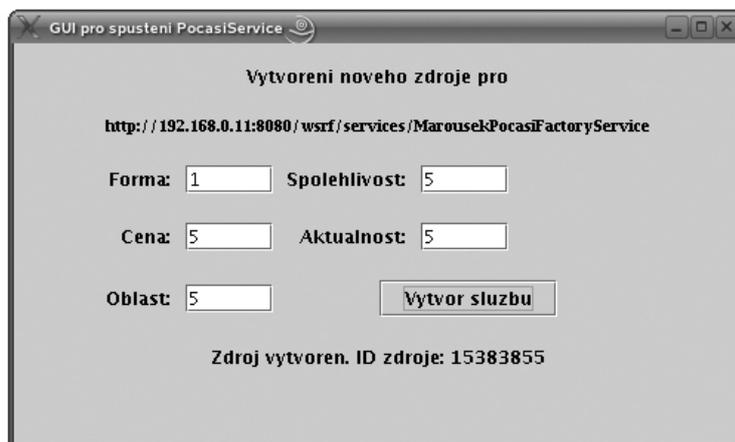 GUI pro spusteni PocasiService
Vytvoreni noveho zdroje pro
http://192.168.0.11:8080/wsrf/services/MarousekPocasiFactoryService
Forma: 1 Spolehlivost: 5
Cena: 5 Aktualnost: 5
Oblast: 5 Vytvor sluzbu
Zdroj vytvoren. ID zdroje: 15383855